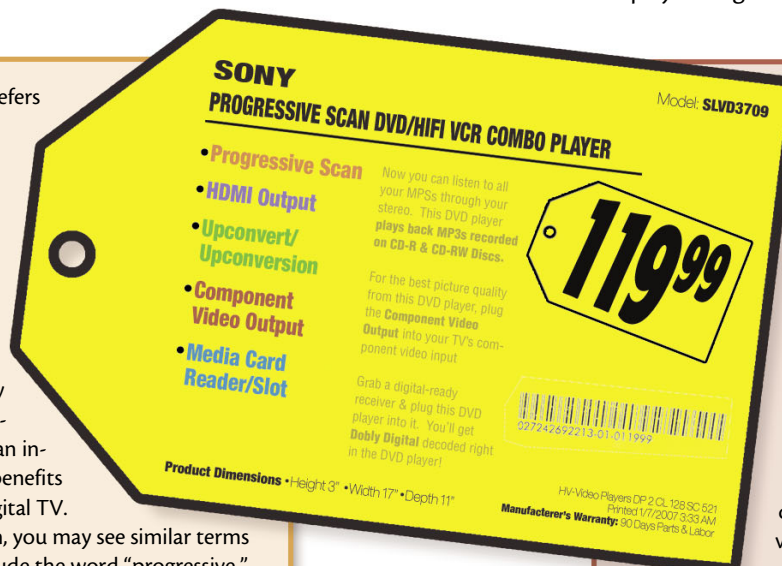 efers
an in-
benefits
gital TV.
n, you may see similar terms
ude the word "progressive."
SONY
PROGRESSIVE SCAN DVD/HIFI VCR COMBO PLAYER
Model: SLVD3709
•Progressive Scan
•HDMI Output
•Upconvert/
Upconversion
•Component
Video Output
•Media Card
Reader/Slot
Now you can listen to all
your MPSs through your
stereo. This DVD player
plays back MP3s recorded
on CD-R & CD-RW Discs.
For the best picture quality
from this DVD player, plug
the Component Video
Output into your TV's com-
ponent video input
Grab a digital-ready
receiver & plug this DVD
player into it. You'll get
Dobly Digital decoded right
in the DVD player!
11999
027242692213-01-011999
Product Dimensions •Height 3" •Width 17" •Depth 11"
HV-Video Players DP 2 CL 128 SC 521
Printed 1/7/2007 3:33 AM
Manufacterer's Warranty: 90 Days Parts & Labor